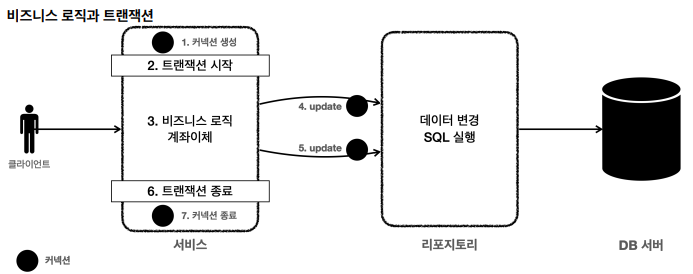 비즈니스 로직과 트랜잭션
1. 커넥션 생성
2. 트랜잭션 시작
3. 비즈니스 로직
계좌이체
4. update
5. update
6. 트랜잭션 종료
7. 커넥션 종료
데이터 변경
SQL 실행
클라이언트
서비스
리포지토리
DB 서버
커넥션